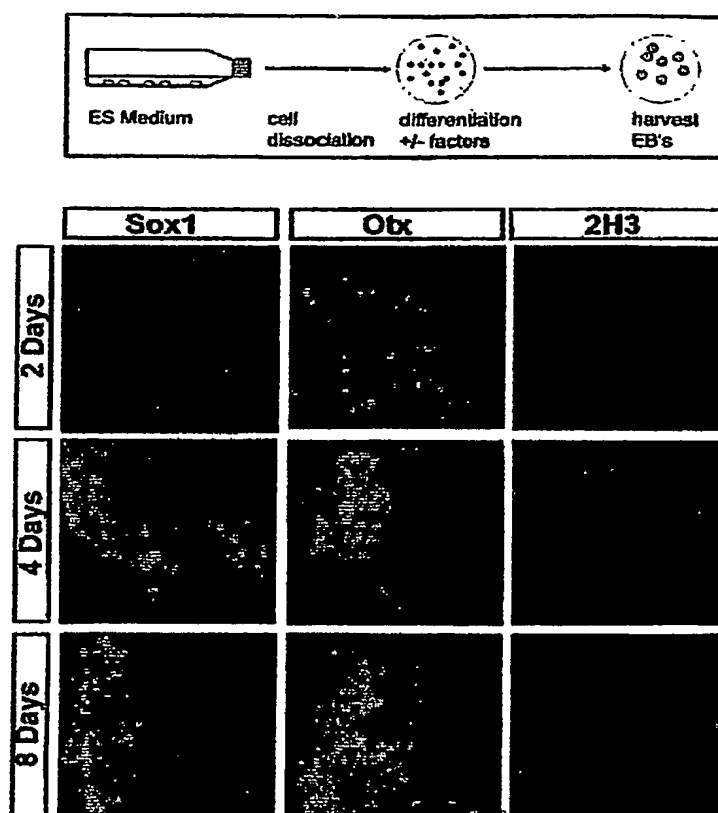 ES Medium
cell
dissociation
differentiation
+/- factors
harvest
EB's
Sox1
Otx
2H3
2 Days
4 Days
8 Days